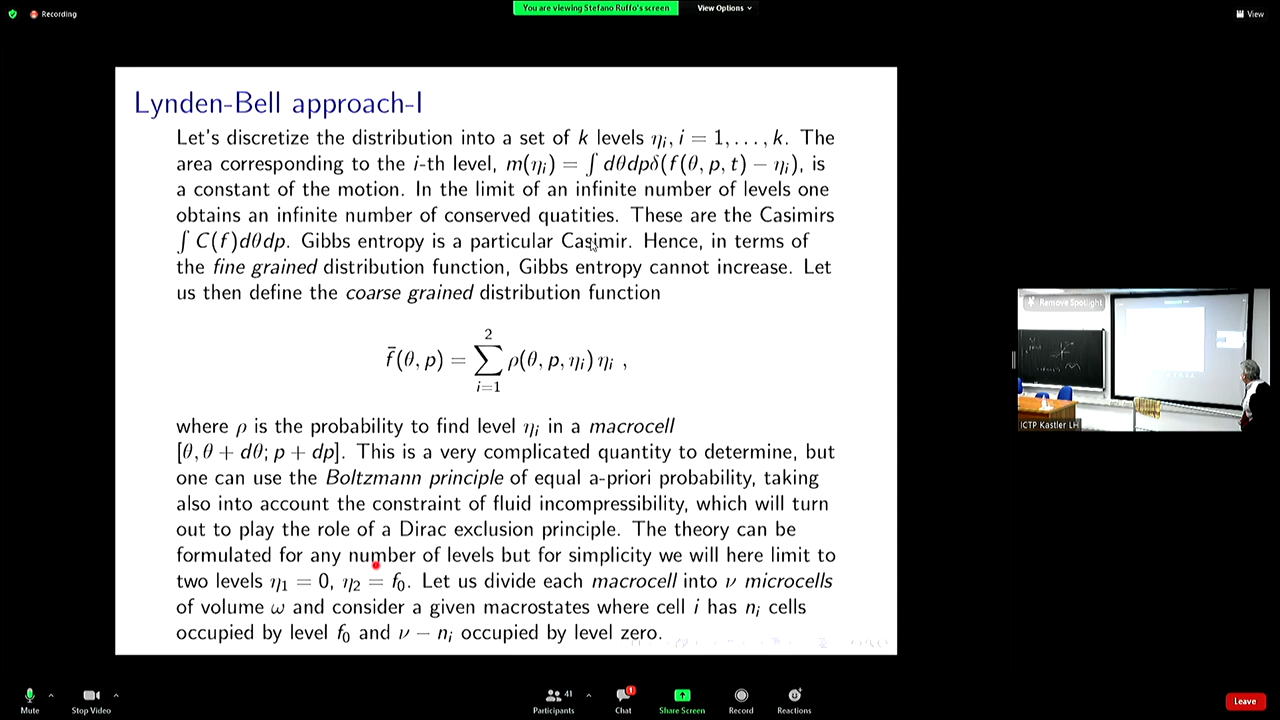 Recording
You are viewing Stefano Ruffo's screen
View Options
View
Lynden-Bell approach-I
Let's discretize the distribution into a set of k levels ηᵢ, i = 1, . . . , k. The
area corresponding to the i-th level, m(ηᵢ) = ∫ dθdpδ(f(θ, p, t) − ηᵢ), is
a constant of the motion. In the limit of an infinite number of levels one
obtains an infinite number of conserved quatities. These are the Casimirs
∫ C(f)dθdp. Gibbs entropy is a particular Casimir. Hence, in terms of
the fine grained distribution function, Gibbs entropy cannot increase. Let
us then define the coarse grained distribution function
f̄(θ, p) = ∑²ᵢ₌₁ ρ(θ, p, ηᵢ) ηᵢ ,
where ρ is the probability to find level ηᵢ in a macrocell
[θ, θ + dθ; p + dp]. This is a very complicated quantity to determine, but
one can use the Boltzmann principle of equal a-priori probability, taking
also into account the constraint of fluid incompressibility, which will turn
out to play the role of a Dirac exclusion principle. The theory can be
formulated for any number of levels but for simplicity we will here limit to
two levels η₁ = 0, η₂ = f₀. Let us divide each macrocell into ν microcells
of volume ω and consider a given macrostates where cell i has nᵢ cells
occupied by level f₀ and ν − nᵢ occupied by level zero.
Remove Spotlight
ICTP Kastler LH
Mute
Stop Video
41
Participants
1
Chat
Share Screen
Record
Reactions
Leave